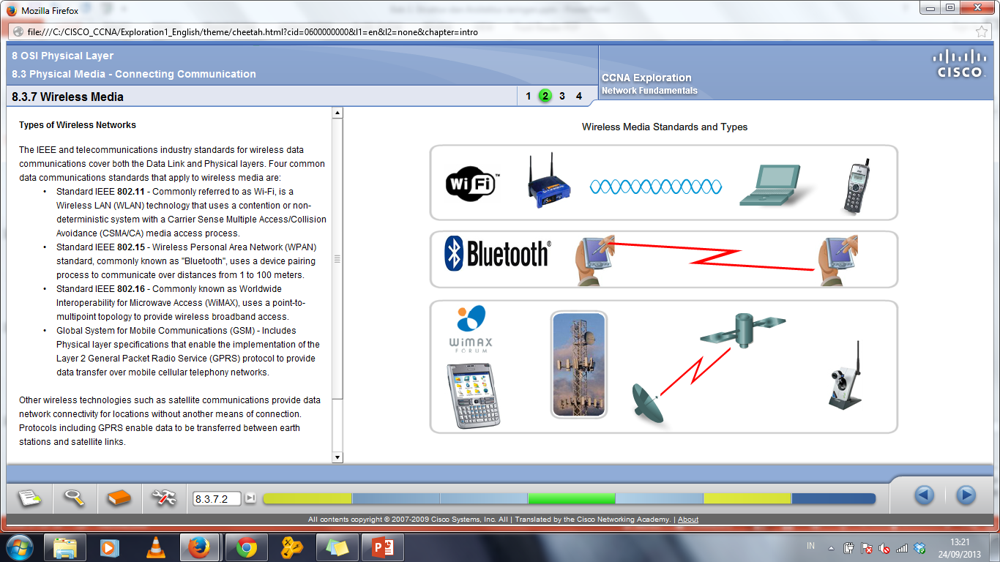 Mozilla Firefox
file:///C:/CISCO_CCNA/Exploration1_English/theme/cheetah.html?cid=0600000000&l1=en&l2=none&chapter=intro
8 OSI Physical Layer
8.3 Physical Media - Connecting Communication
CCNA Exploration
Network Fundamentals
CISCO
8.3.7 Wireless Media
1 2 3 4
Types of Wireless Networks
The IEEE and telecommunications industry standards for wireless data
communications cover both the Data Link and Physical layers. Four common
data communications standards that apply to wireless media are:
• Standard IEEE 802.11 - Commonly referred to as Wi-Fi, is a
Wireless LAN (WLAN) technology that uses a contention or non-
deterministic system with a Carrier Sense Multiple Access/Collision
Avoidance (CSMA/CA) media access process.
• Standard IEEE 802.15 - Wireless Personal Area Network (WPAN)
standard, commonly known as "Bluetooth", uses a device pairing
process to communicate over distances from 1 to 100 meters.
• Standard IEEE 802.16 - Commonly known as Worldwide
Interoperability for Microwave Access (WiMAX), uses a point-to-
multipoint topology to provide wireless broadband access.
• Global System for Mobile Communications (GSM) - Includes
Physical layer specifications that enable the implementation of the
Layer 2 General Packet Radio Service (GPRS) protocol to provide
data transfer over mobile cellular telephony networks.
Other wireless technologies such as satellite communications provide data
network connectivity for locations without another means of connection.
Protocols including GPRS enable data to be transferred between earth
stations and satellite links.
Wireless Media Standards and Types
Wi Fi™
Bluetooth®
WiMAX
FORUM
8.3.7.2
All contents copyright © 2007-2009 Cisco Systems, Inc. All | Translated by the Cisco Networking Academy. | About
IN
13:21
24/09/2013